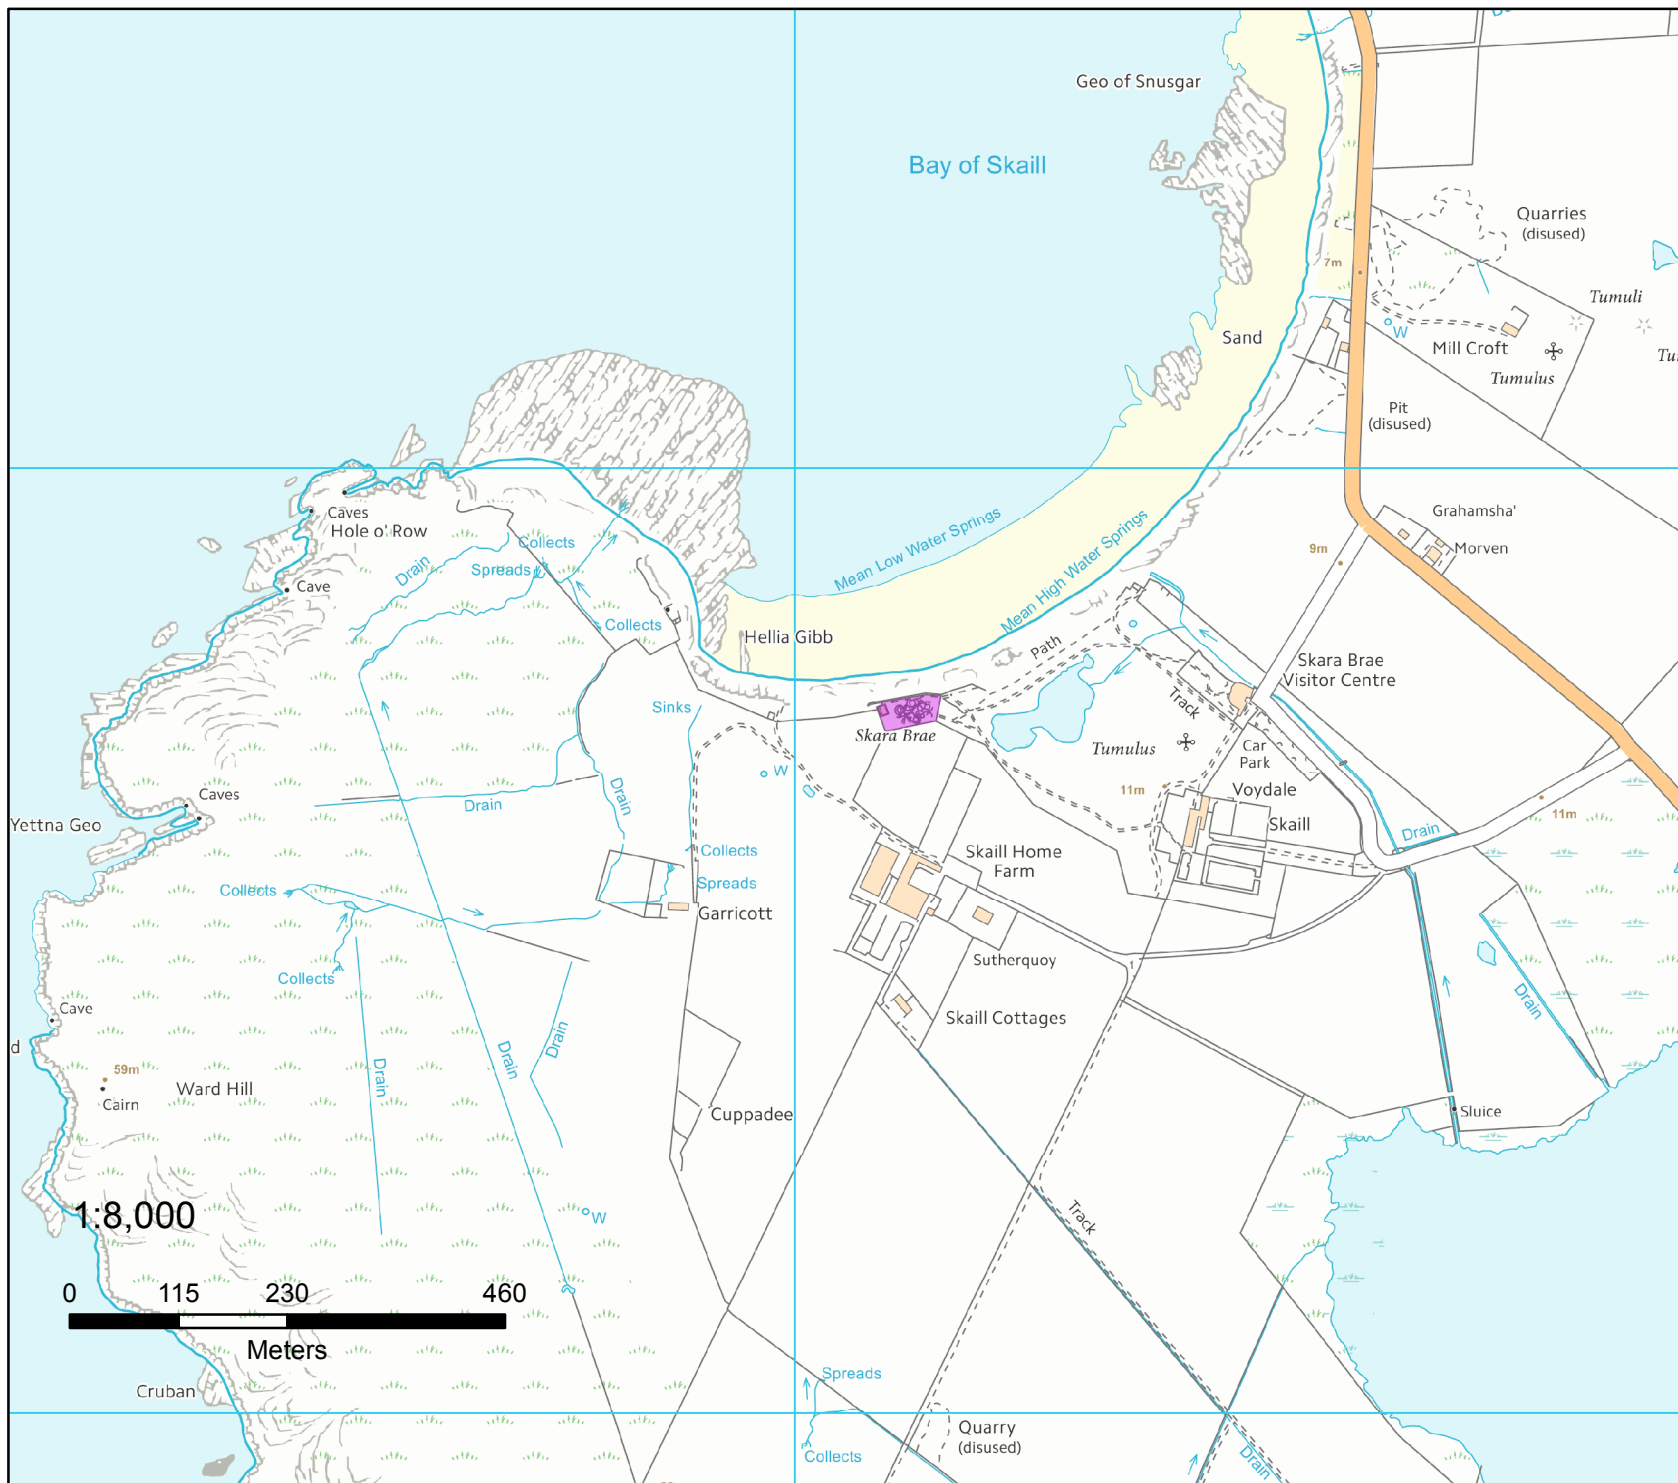 Geo of Snusgar
Bay of Skaill
Quarries
(disused)
7m
Tumuli
Sand
W
Mill Croft
Tumulus
Pit
(disused)
Caves
Hole o' Row
Grahamsha'
Morven
9m
Mean Low Water Springs
Mean High Water Springs
Collects
Drain
Spreads
Cave
Collects
Hellia Gibb
Path
Skara Brae
Visitor Centre
Sinks
Track
Skara Brae
Tumulus
Car
Park
W
11m
Voydale
Caves
Drain
Drain
Yettna Geo
Skaill
Drain
11m
Collects
Spreads
Skaill Home
Farm
Collects
Garricott
Sutherquoy
Collects
Drain
Cave
Skaill Cottages
d
Drain
Drain
Drain
59m
Ward Hill
Cairn
Cuppadee
Sluice
1:8,000
W
Track
0 115 230 460
Meters
Spreads
Cruban
Quarry
(disused)
Collects
Drain